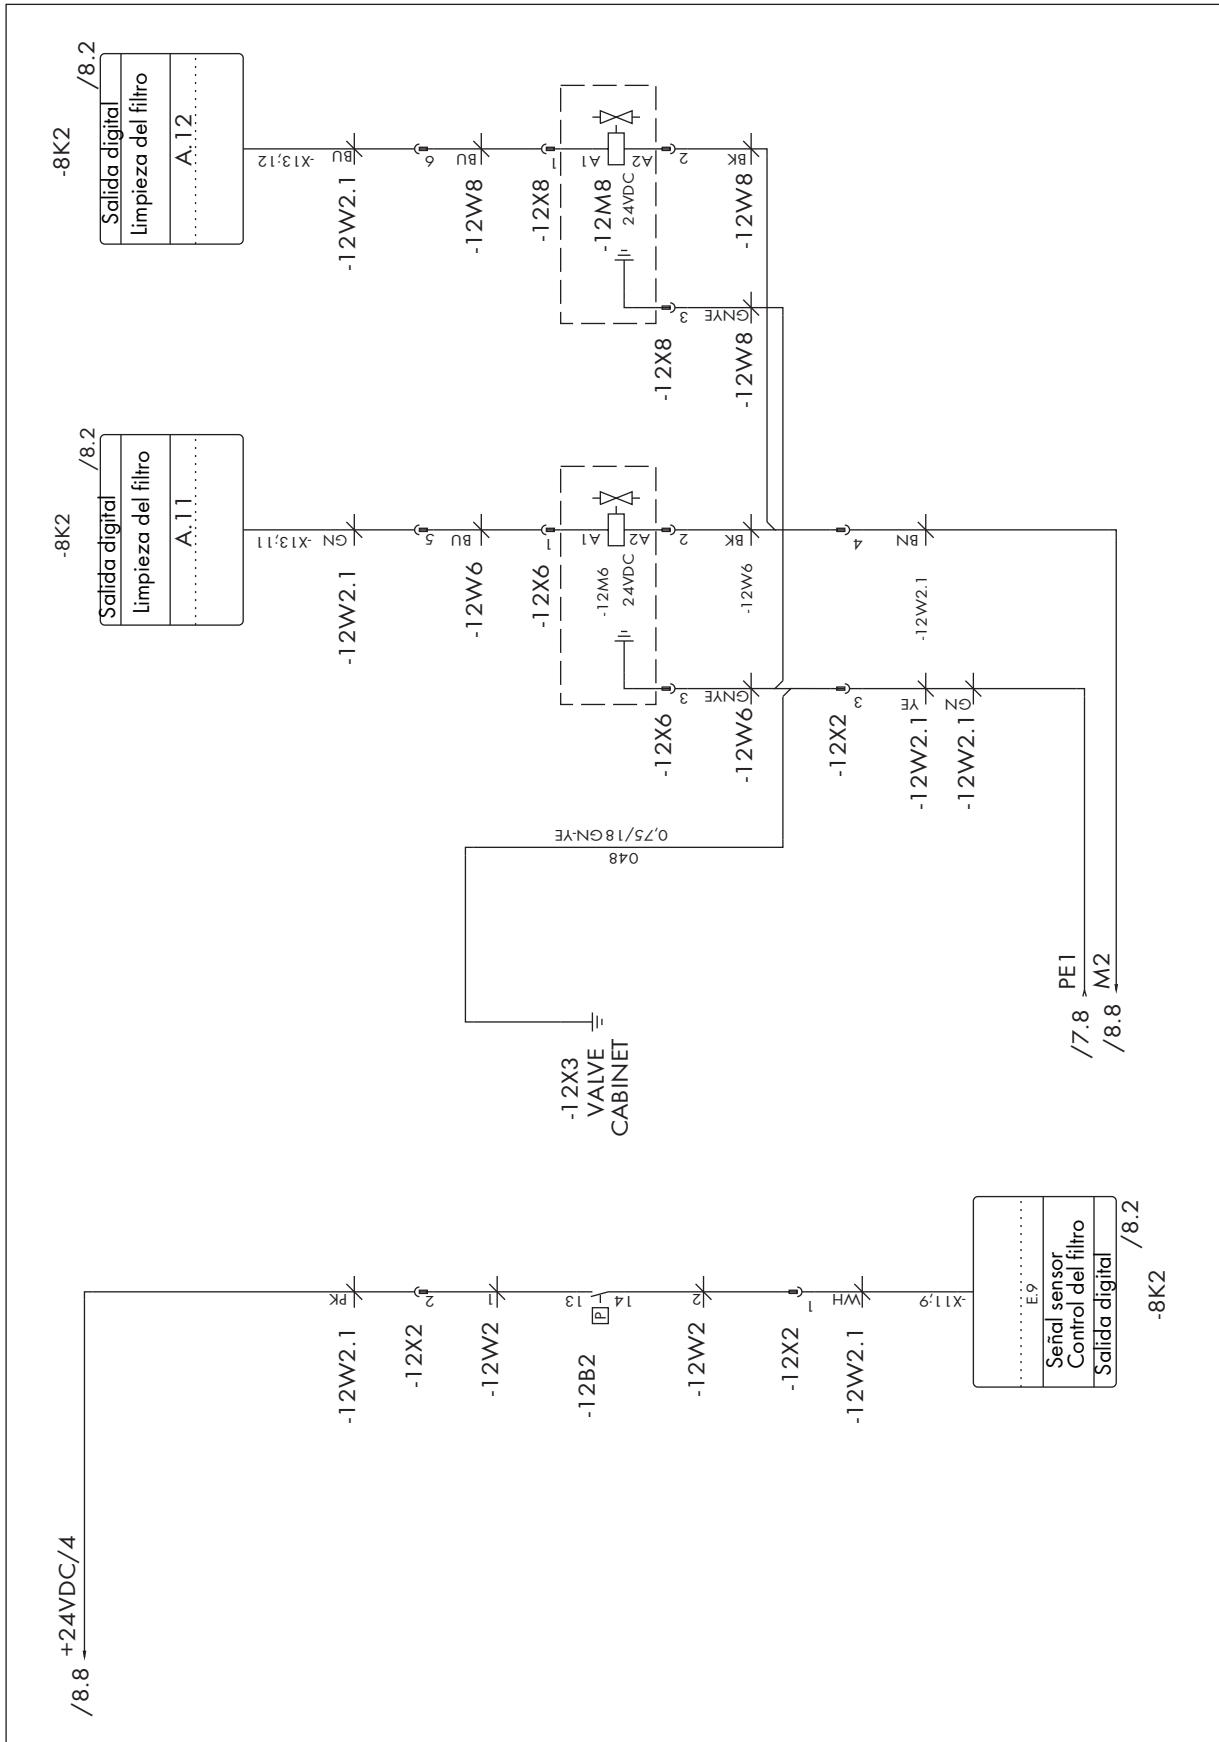 /8.8
+24VDC/4
-12W2.1
PK
-12X2
2
-12W2
1
-12B2
13
14
P
-12W2
2
-12X2
1
-12W2.1
WH
-X11;9
E.9
Señal sensor
Control del filtro
Salida digital
/8.2
-8K2
-12X3
VALVE
CABINET
048
0,75/18GN-YE
-8K2
/8.2
Salida digital
Limpieza del filtro
A.11
-X13;11
GN
-12W2.1
5
BU
-12W6
1
-12X6
A1
A2
-12M6
24VDC
2
BK
-12W6
4
BN
-12W2.1
3
-12X6
GNYE
-12W6
3
-12X2
YE
-12W2.1
GN
-12W2.1
PE1
/7.8
M2
/8.8
-8K2
/8.2
Salida digital
Limpieza del filtro
A.12
-X13;12
BU
-12W2.1
6
BU
-12W8
1
-12X8
A1
A2
-12M8
24VDC
2
BK
-12W8
3
-12X8
GNYE
-12W8